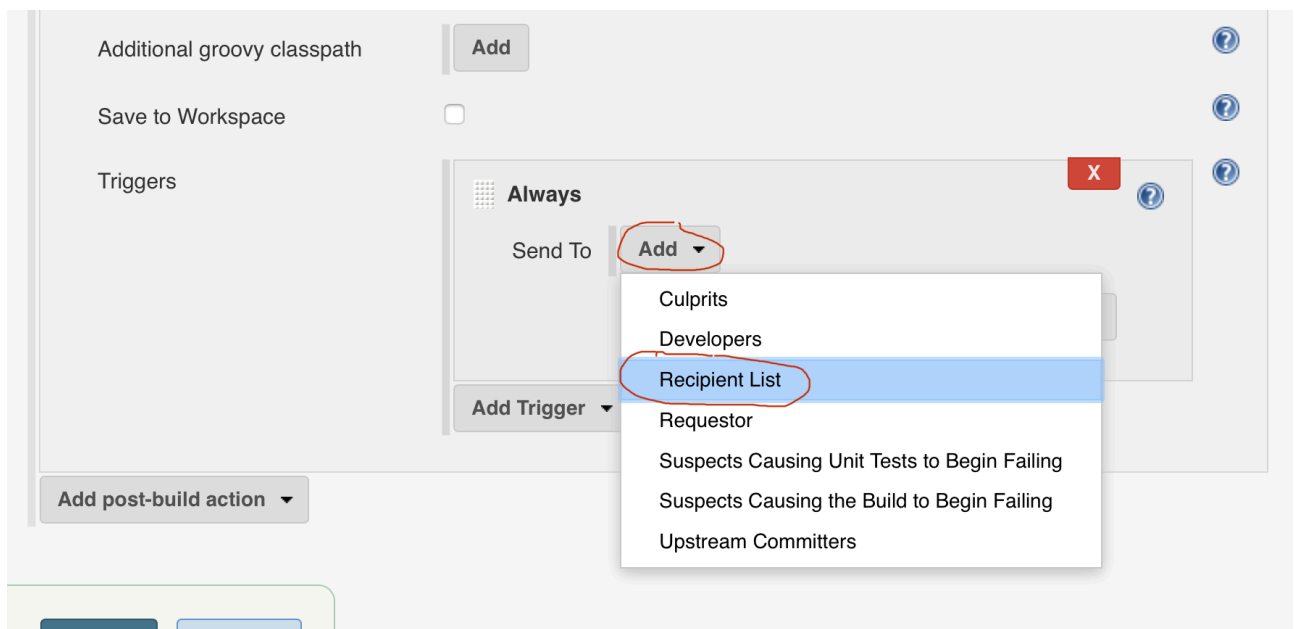 Additional groovy classpath
Add
Save to Workspace
Triggers
X
Always
Send To
Add
Culprits
Developers
Recipient List
Add Trigger
Requestor
Suspects Causing Unit Tests to Begin Failing
Suspects Causing the Build to Begin Failing
Upstream Committers
Add post-build action
?
?
?
?